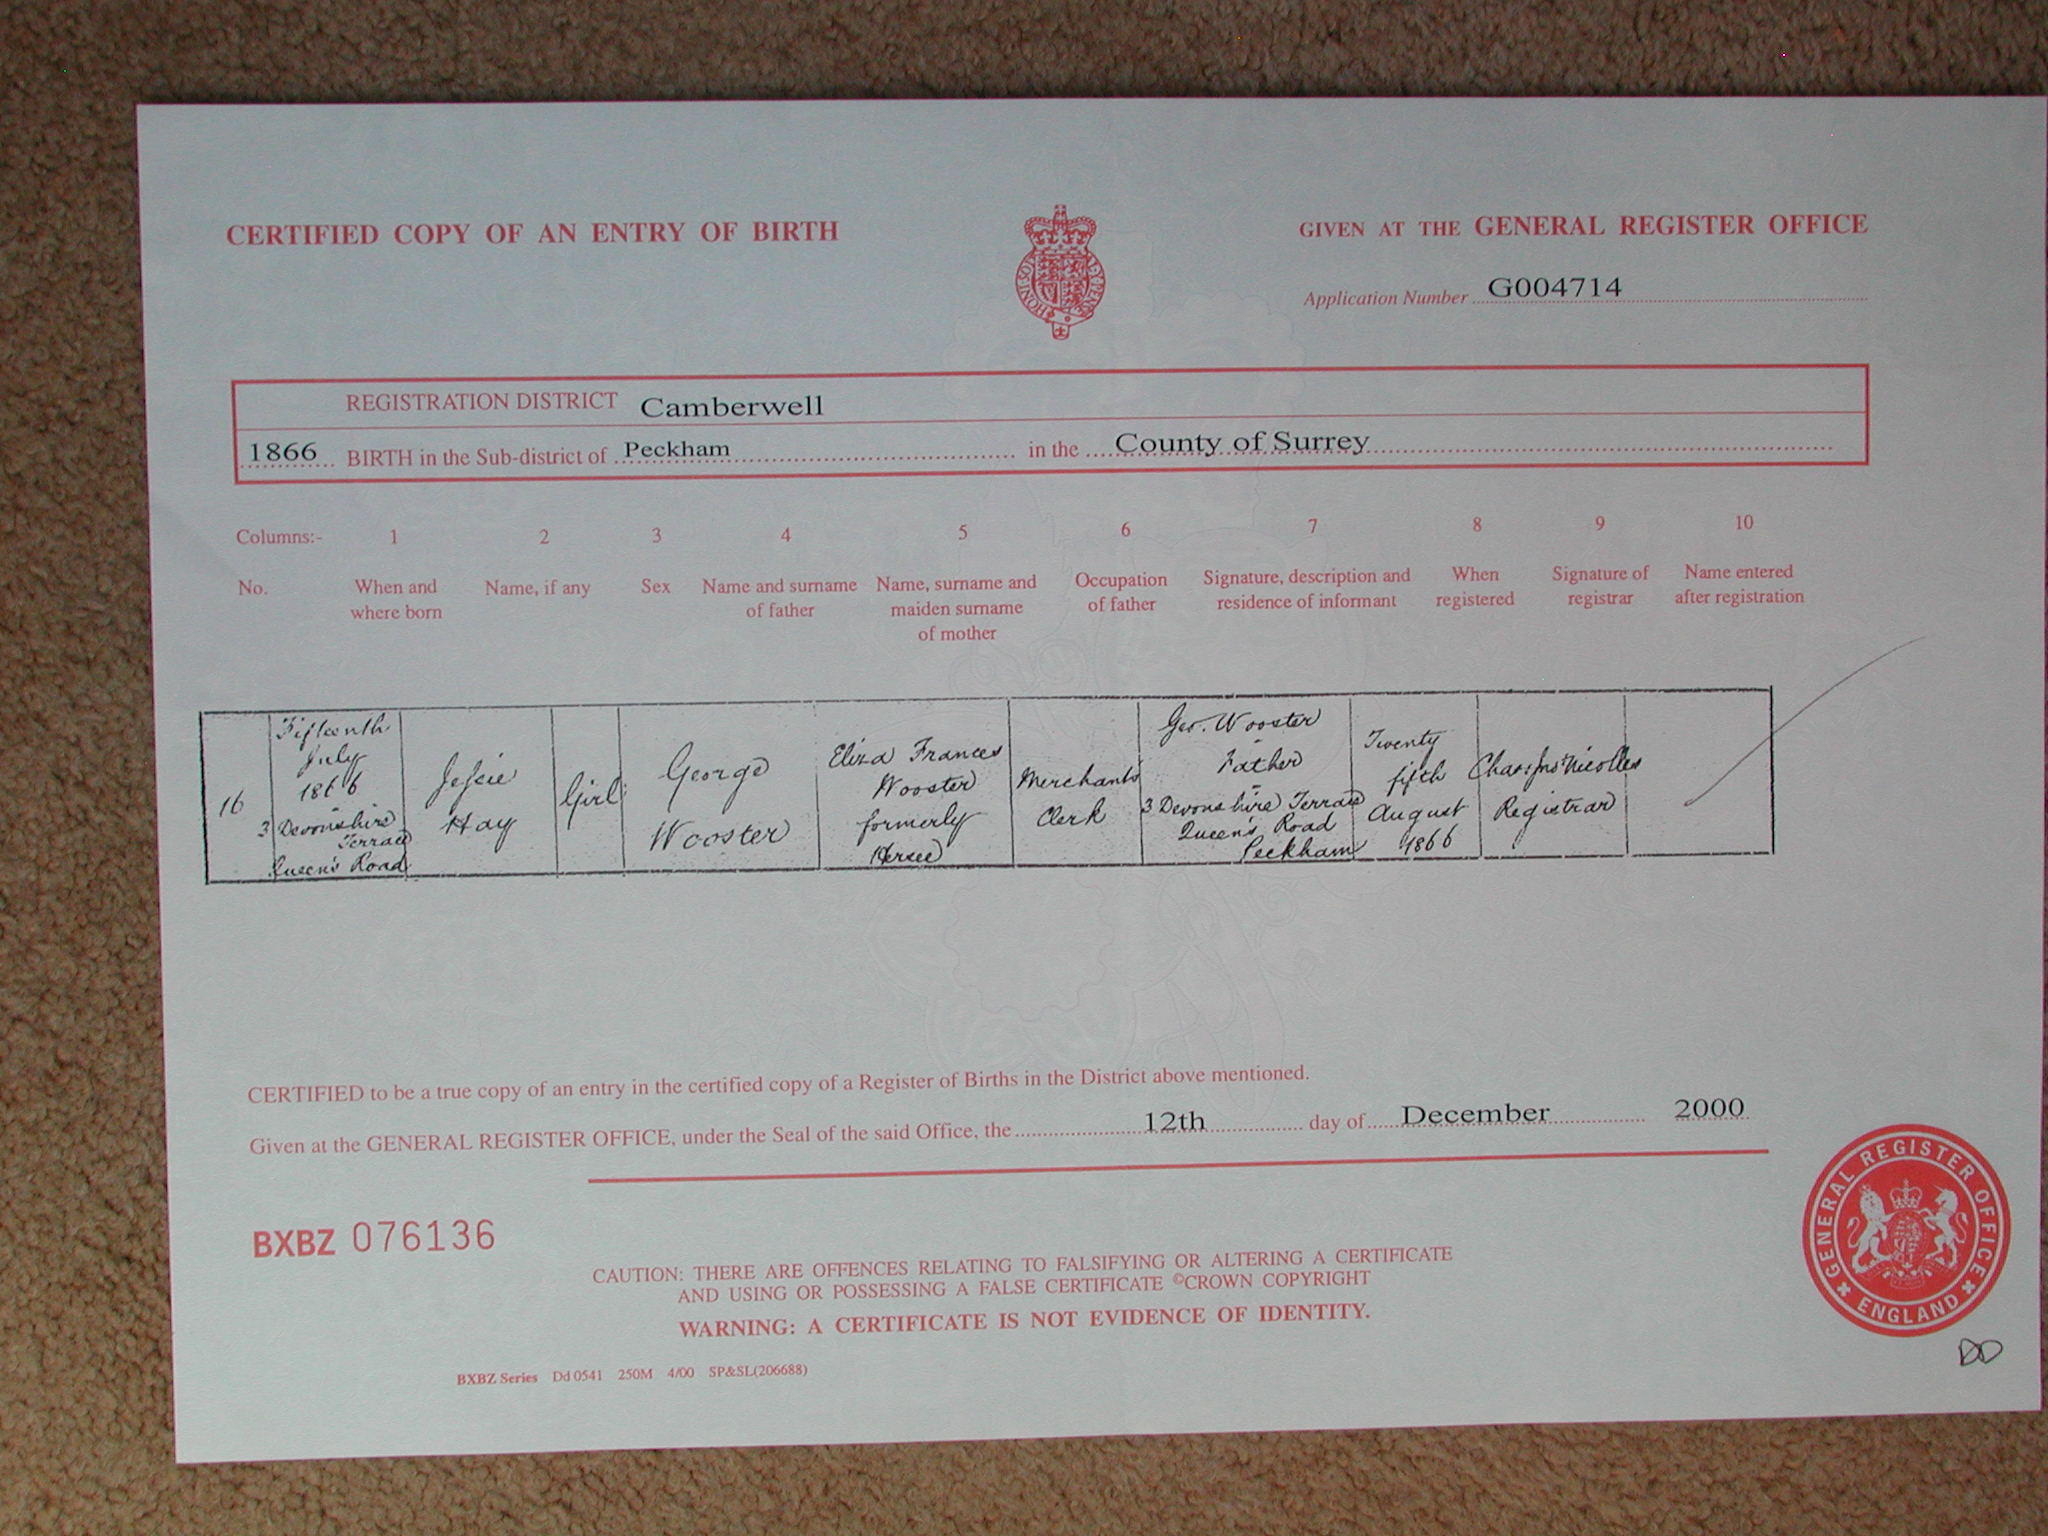 CERTIFIED COPY OF AN ENTRY OF BIRTH
GIVEN AT THE GENERAL REGISTER OFFICE
Application Number G004714
REGISTRATION DISTRICT Camberwell
1866 BIRTH in the Sub-district of Peckham in the County of Surrey
Columns:- 1 2 3 4 5 6 7 8 9 10
No.
When and
where born
Name, if any
Sex
Name and surname
of father
Name, surname and
maiden surname
of mother
Occupation
of father
Signature, description and
residence of informant
When
registered
Signature of
registrar
Name entered
after registration
16
Fifteenth
July
1866
3 Devonshire
Terrace
Queen's Road
Jessie
Hay
Girl
George
Wooster
Eliza Frances
Wooster
formerly
Hersee
Merchants
Clerk
Geo. Wooster
Father
3 Devonshire Terrace
Queen's Road
Peckham
Twenty
fifth
August
1866
Nicolles
Registrar
CERTIFIED to be a true copy of an entry in the certified copy of a Register of Births in the District above mentioned.
Given at the GENERAL REGISTER OFFICE, under the Seal of the said Office, the 12th day of December 2000
BXBZ 076136
CAUTION: THERE ARE OFFENCES RELATING TO FALSIFYING OR ALTERING A CERTIFICATE
AND USING OR POSSESSING A FALSE CERTIFICATE ©CROWN COPYRIGHT
WARNING: A CERTIFICATE IS NOT EVIDENCE OF IDENTITY.
BXBZ Series Dd 0541 250M 4/00 SP&SL(206688)
GENERAL REGISTER OFFICE
ENGLAND
DD